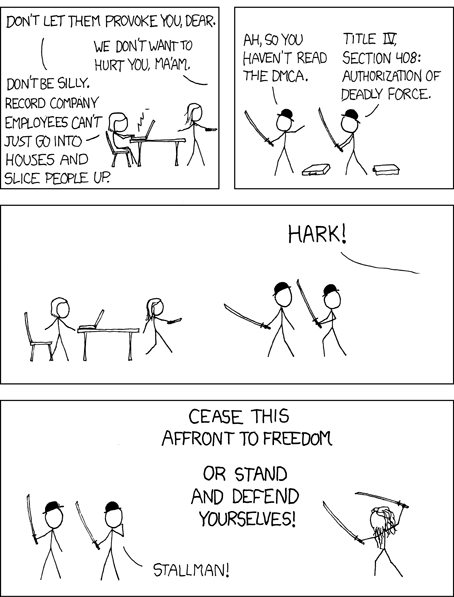 DON'T LET THEM PROVOKE YOU, DEAR.
WE DON'T WANT TO
HURT YOU, MA'AM.
DON'T BE SILLY.
RECORD COMPANY
EMPLOYEES CAN'T
JUST GO INTO
HOUSES AND
SLICE PEOPLE UP.
AH, SO YOU
HAVEN'T READ
THE DMCA.
TITLE IV,
SECTION 408:
AUTHORIZATION OF
DEADLY FORCE.
HARK!
CEASE THIS
AFFRONT TO FREEDOM
OR STAND
AND DEFEND
YOURSELVES!
STALLMAN!